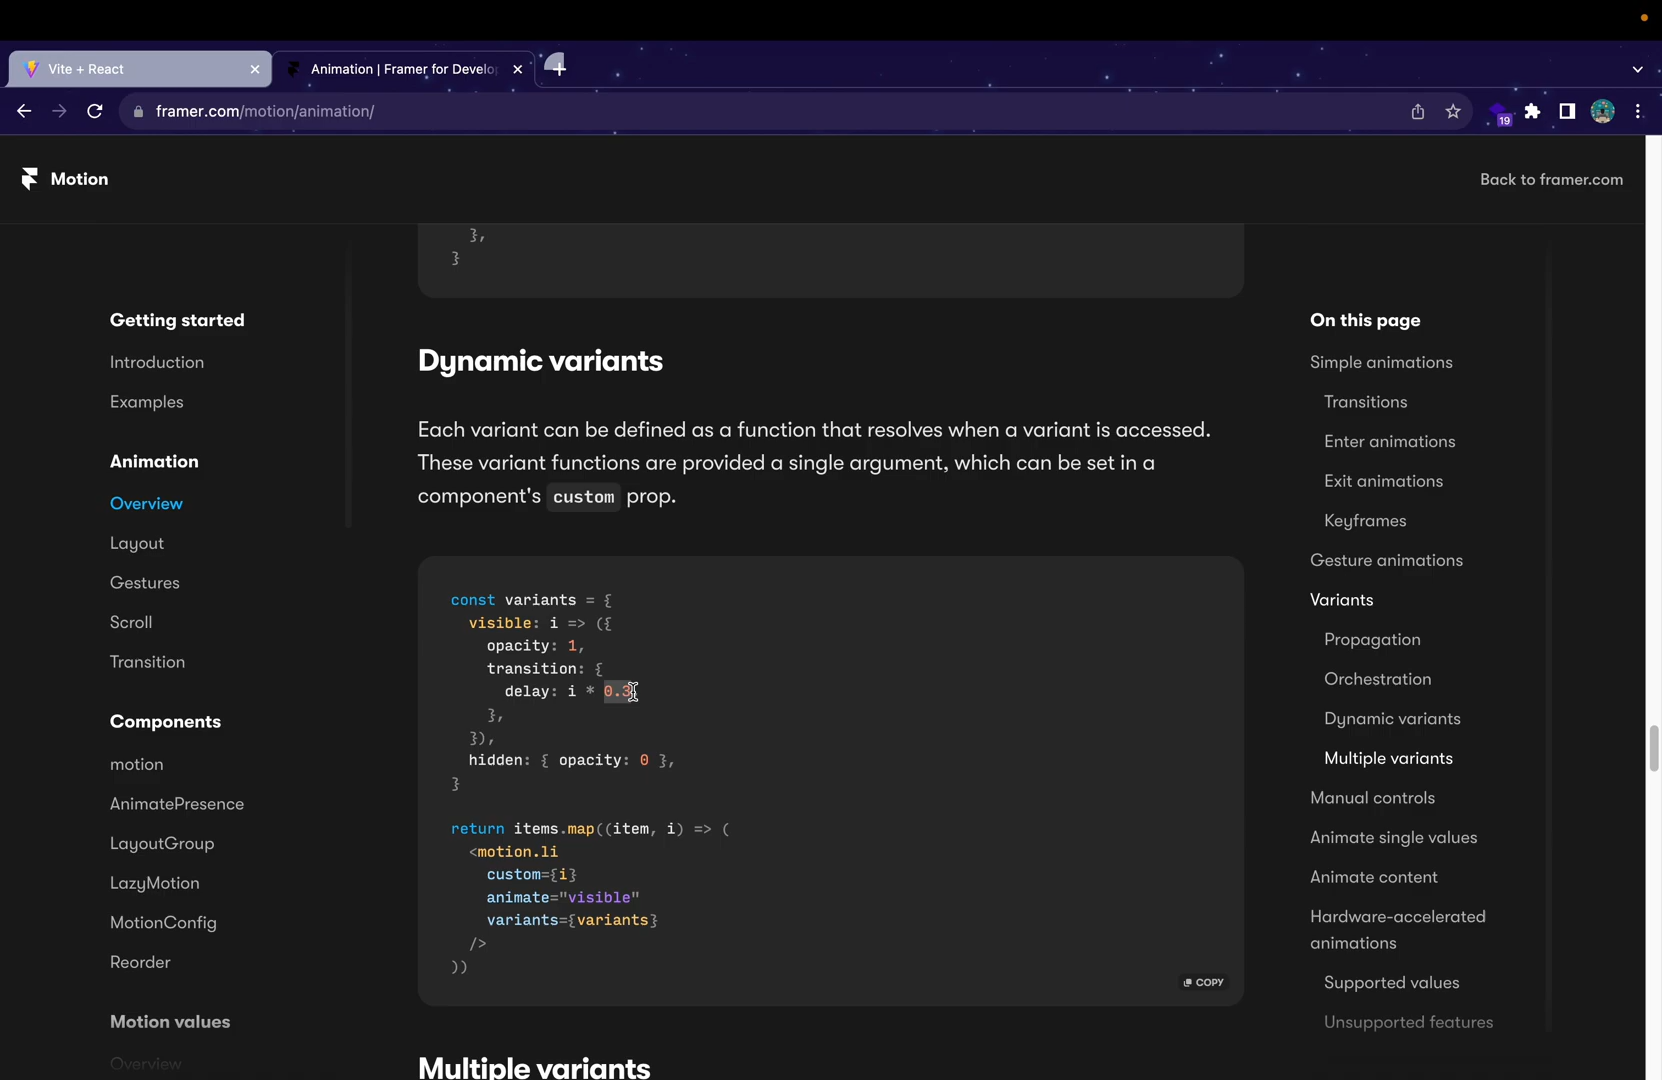 Vite + React
Animation | Framer for Develo
framer.com/motion/animation/
19
Motion
Back to framer.com
Getting started
Introduction
Examples
Animation
Overview
Layout
Gestures
Scroll
Transition
Components
motion
AnimatePresence
LayoutGroup
LazyMotion
MotionConfig
Reorder
Motion values
Overview
},
}
Dynamic variants
Each variant can be defined as a function that resolves when a variant is accessed.
These variant functions are provided a single argument, which can be set in a
component's custom prop.
const variants = {
visible: i => ({
opacity: 1,
transition: {
delay: i * 0.3
},
}),
hidden: { opacity: 0 },
}
return items.map((item, i) => (
<motion.li
custom={i}
animate="visible"
variants={variants}
/>
))
COPY
Multiple variants
On this page
Simple animations
Transitions
Enter animations
Exit animations
Keyframes
Gesture animations
Variants
Propagation
Orchestration
Dynamic variants
Multiple variants
Manual controls
Animate single values
Animate content
Hardware-accelerated
animations
Supported values
Unsupported features